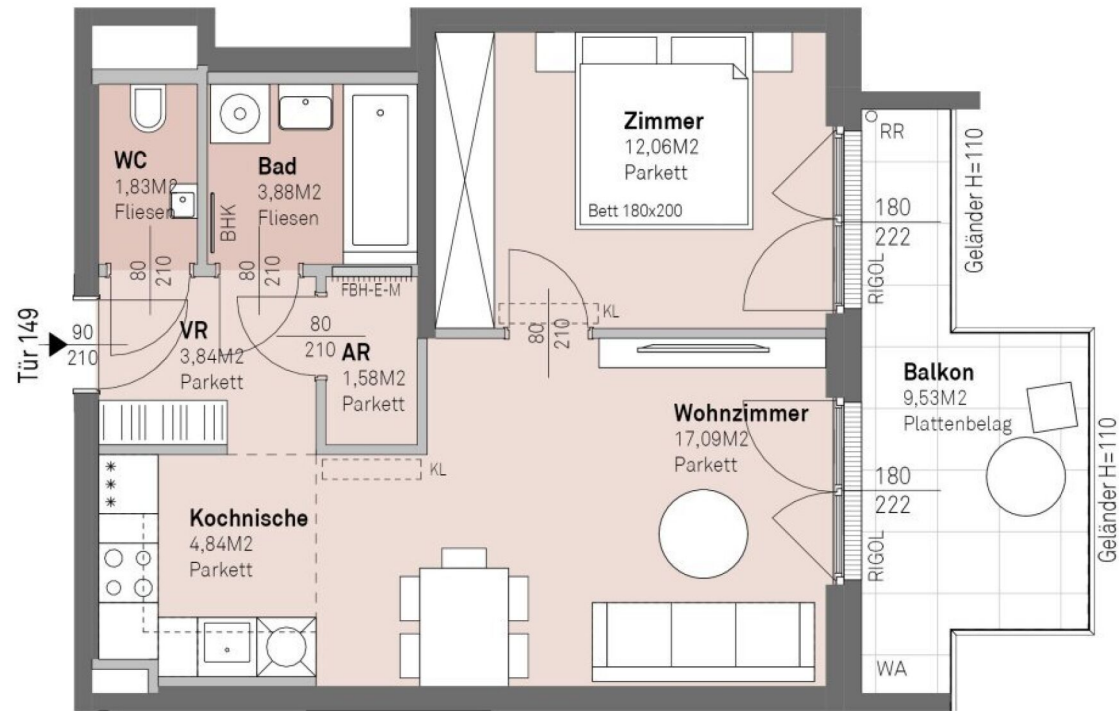 WC
1,83M2
Fliesen
80
210
Bad
3,88M2
Fliesen
BHK
80
210
Zimmer
12,06M2
Parkett
Bett 180x200
RR
Geländer H=110
180
222
RIGOL
FBH-E-M
KL
80
210
Tür 149
90
210
VR
3,84M2
Parkett
80
210
AR
1,58M2
Parkett
Wohnzimmer
17,09M2
Parkett
Balkon
9,53M2
Plattenbelag
KL
180
222
RIGOL
Geländer H=110
Kochnische
4,84M2
Parkett
WA